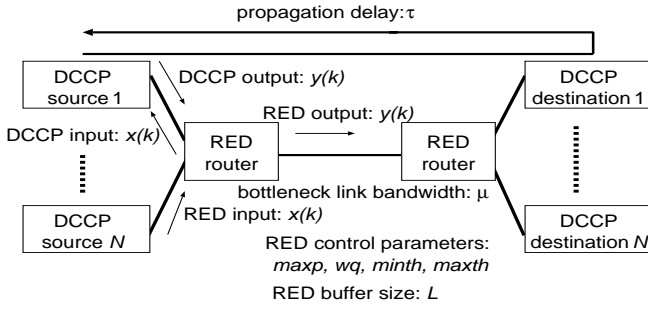 propagation delay:τ
DCCP
source 1
DCCP output: y(k)
DCCP
destination 1
RED output: y(k)
DCCP input: x(k)
RED
router
RED
router
bottleneck link bandwidth: μ
RED input: x(k)
DCCP
source N
RED control parameters:
maxp, wq, minth, maxth
DCCP
destination N
RED buffer size: L